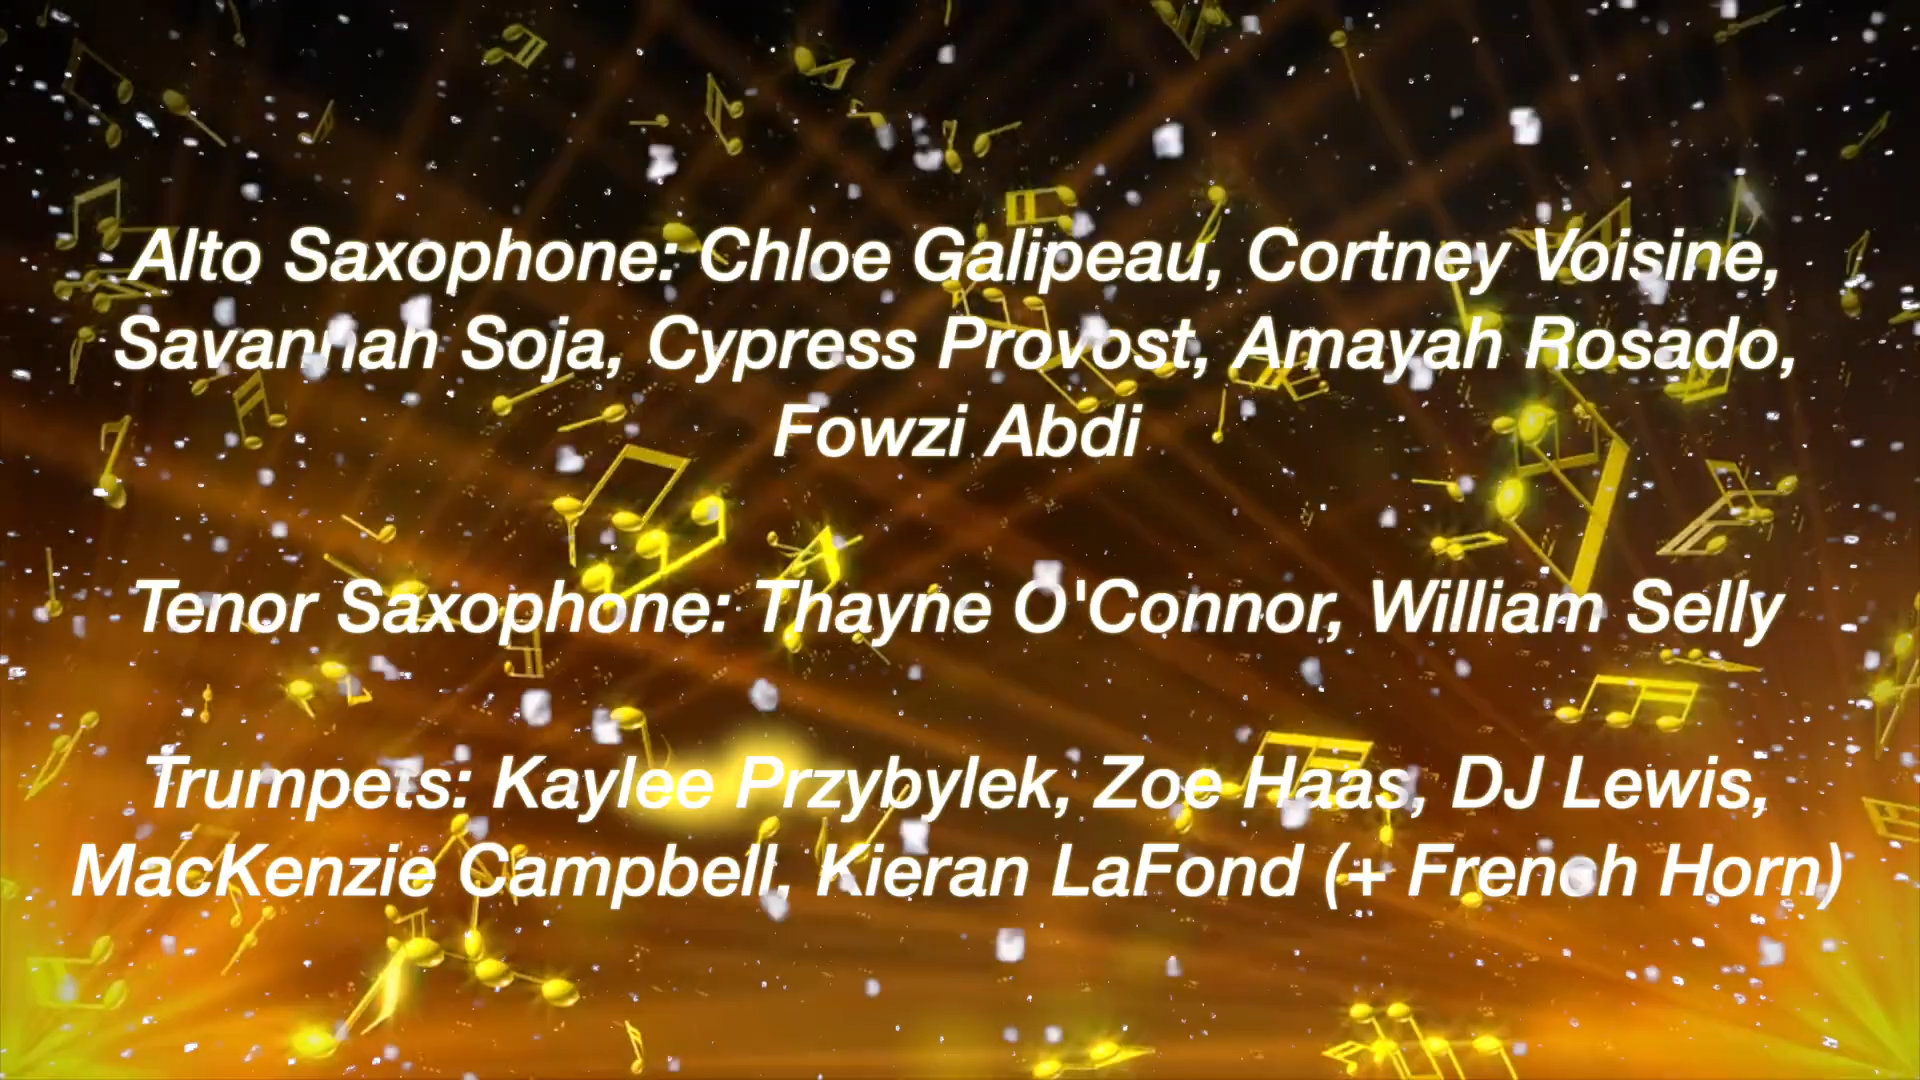 Alto Saxophone: Chloe Galipeau, Cortney Voisine,
Savannah Soja, Cypress Provost, Amayah Rosado,
Fowzi Abdi
Tenor Saxophone: Thayne O'Connor, William Selly
Trumpets: Kaylee Przybylek, Zoe Haas, DJ Lewis,
MacKenzie Campbell, Kieran LaFond (+ French Horn)